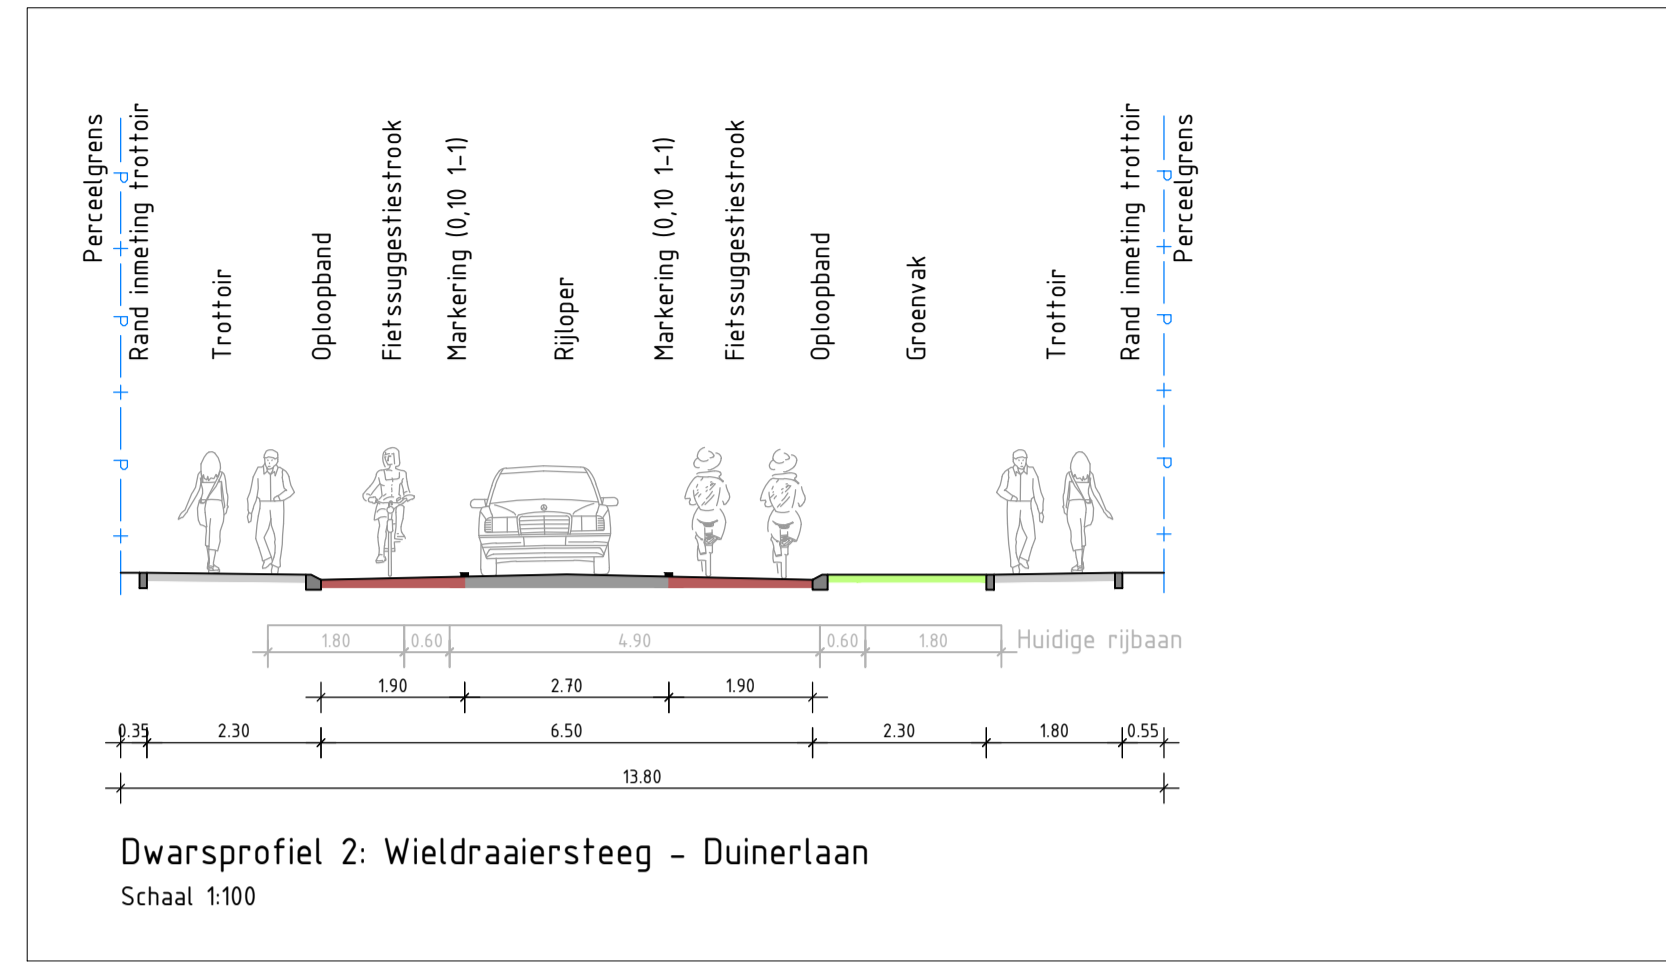 Perceelgrens
Rand inmeting trottoir
Trottoir
Oploopband
Fietssuggestiestrook
Markering (0,10 1-1)
Rijloper
Markering (0,10 1-1)
Fietssuggestiestrook
Oploopband
Groenvak
Trottoir
Rand inmeting trottoir
Perceelgrens
P
P
P
P
P
P
1.80 0.60 4.90 0.60 1.80 Huidige rijbaan
1.90 2.70 1.90
0.35 2.30 6.50 2.30 1.80 0.55
13.80
Dwarsprofiel 2: Wieldraaiersteeg - Duinerlaan
Schaal 1:100